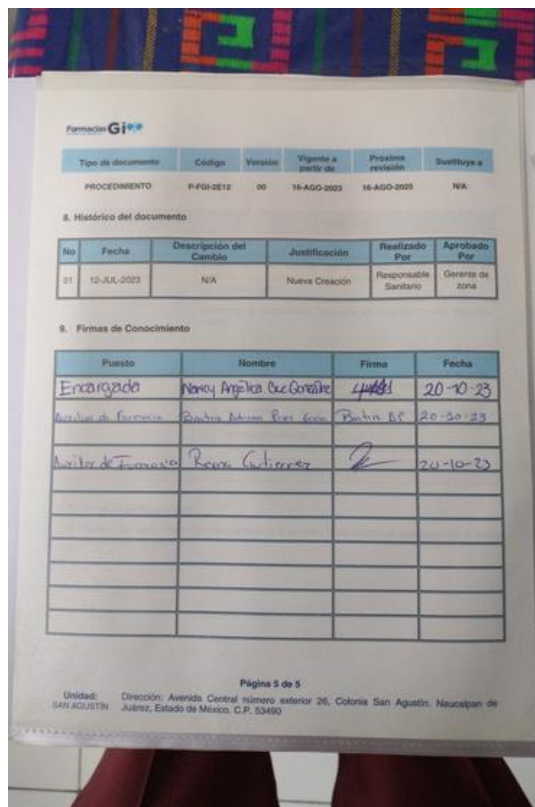 Farmacias Gi
Tipo de documento Código Versión Vigente a partir de Próxima revisión Sustituye a
PROCEDIMIENTO P-FGI-2E12 00 16-AGO-2023 16-AGO-2025 N/A
8. Histórico del documento
No Fecha Descripción del Cambio Justificación Realizado Por Aprobado Por
01 12-JUL-2023 N/A Nueva Creación Responsable Sanitario Gerente de zona
9. Firmas de Conocimiento
Puesto Nombre Firma Fecha
Encargada Nancy Angélica Cue González 20-10-23
Auxiliar de Farmacia 20-10-23
Auxiliar de Farmacia Reyna Gutierrez 20-10-23
Página 5 de 5
Unidad: Dirección: Avenida Central número exterior 26, Colonia San Agustín. Naucalpan de
SAN AGUSTÍN Juárez, Estado de México. C.P. 53490